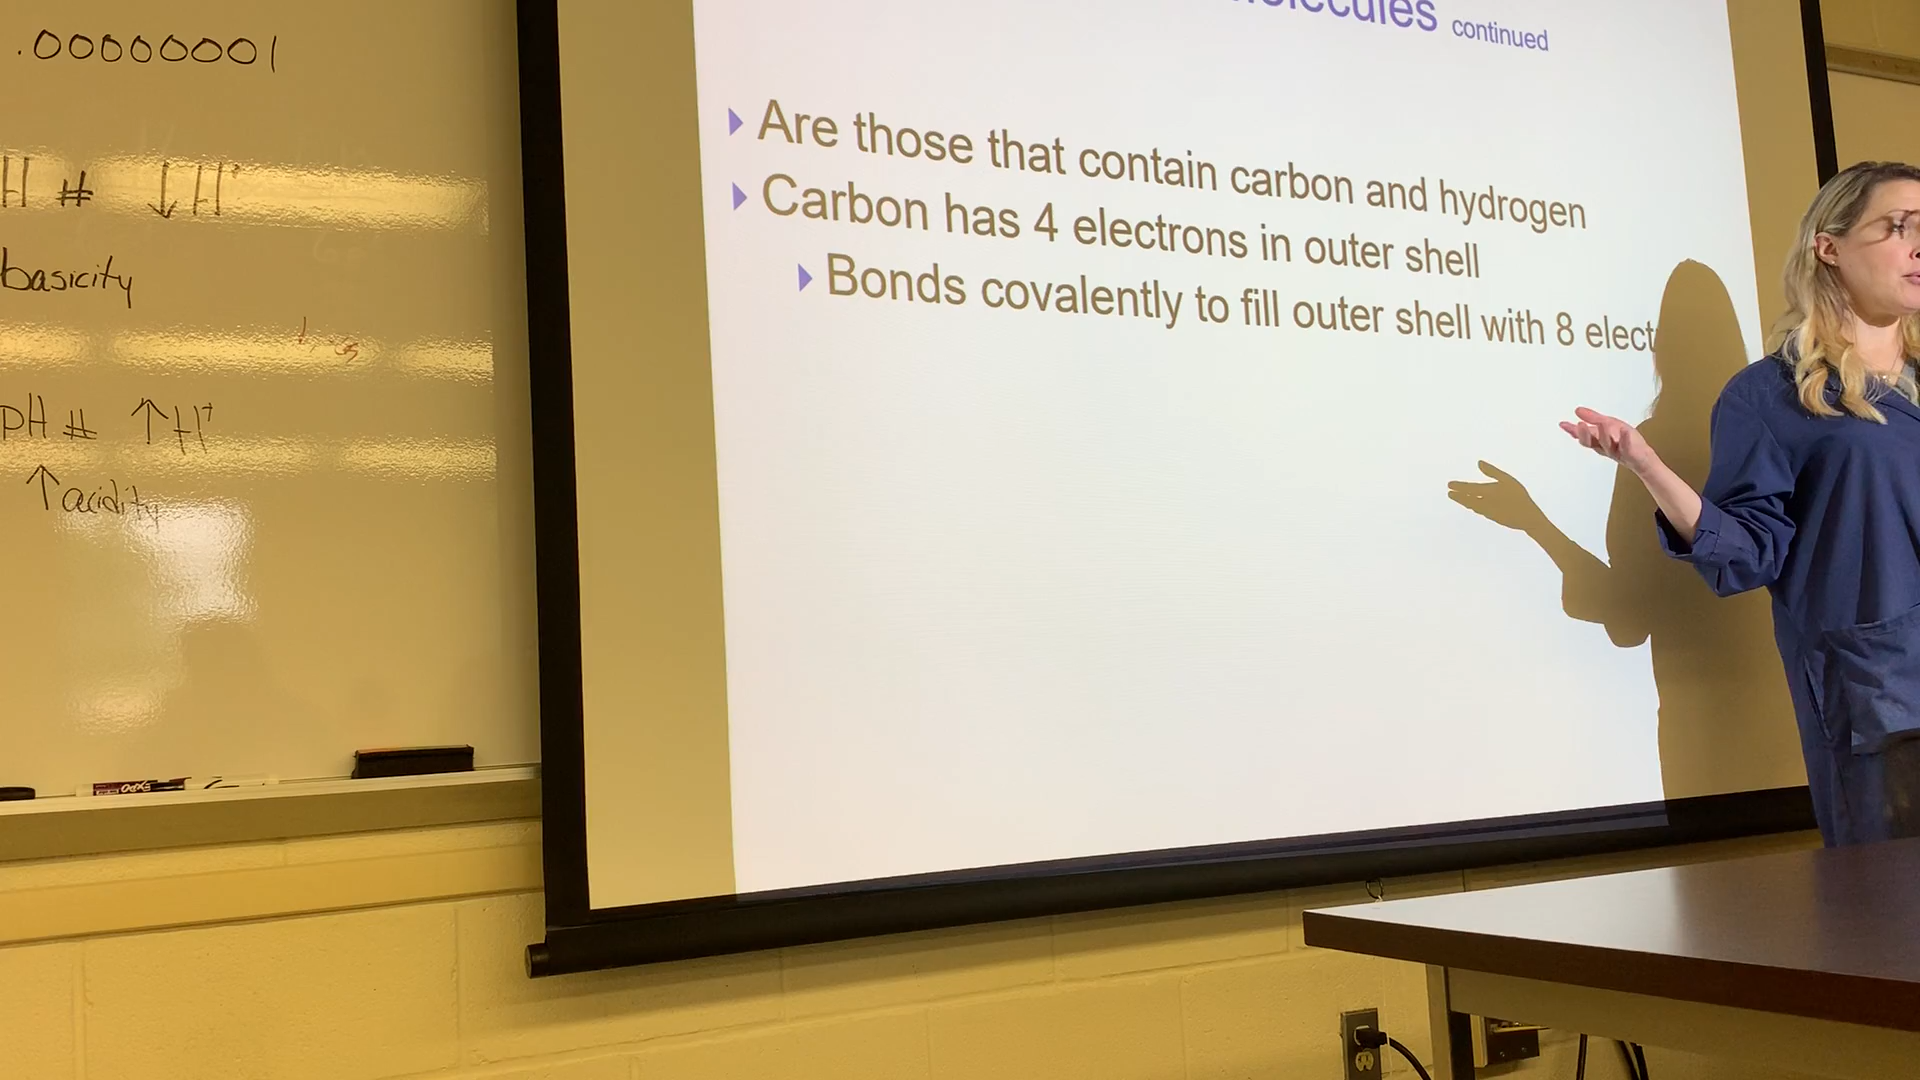 .00000001
H # ↓H+
basicity
pH # ↑H+
↑acidity
continued
Are those that contain carbon and hydrogen
Carbon has 4 electrons in outer shell
Bonds covalently to fill outer shell with 8 elect